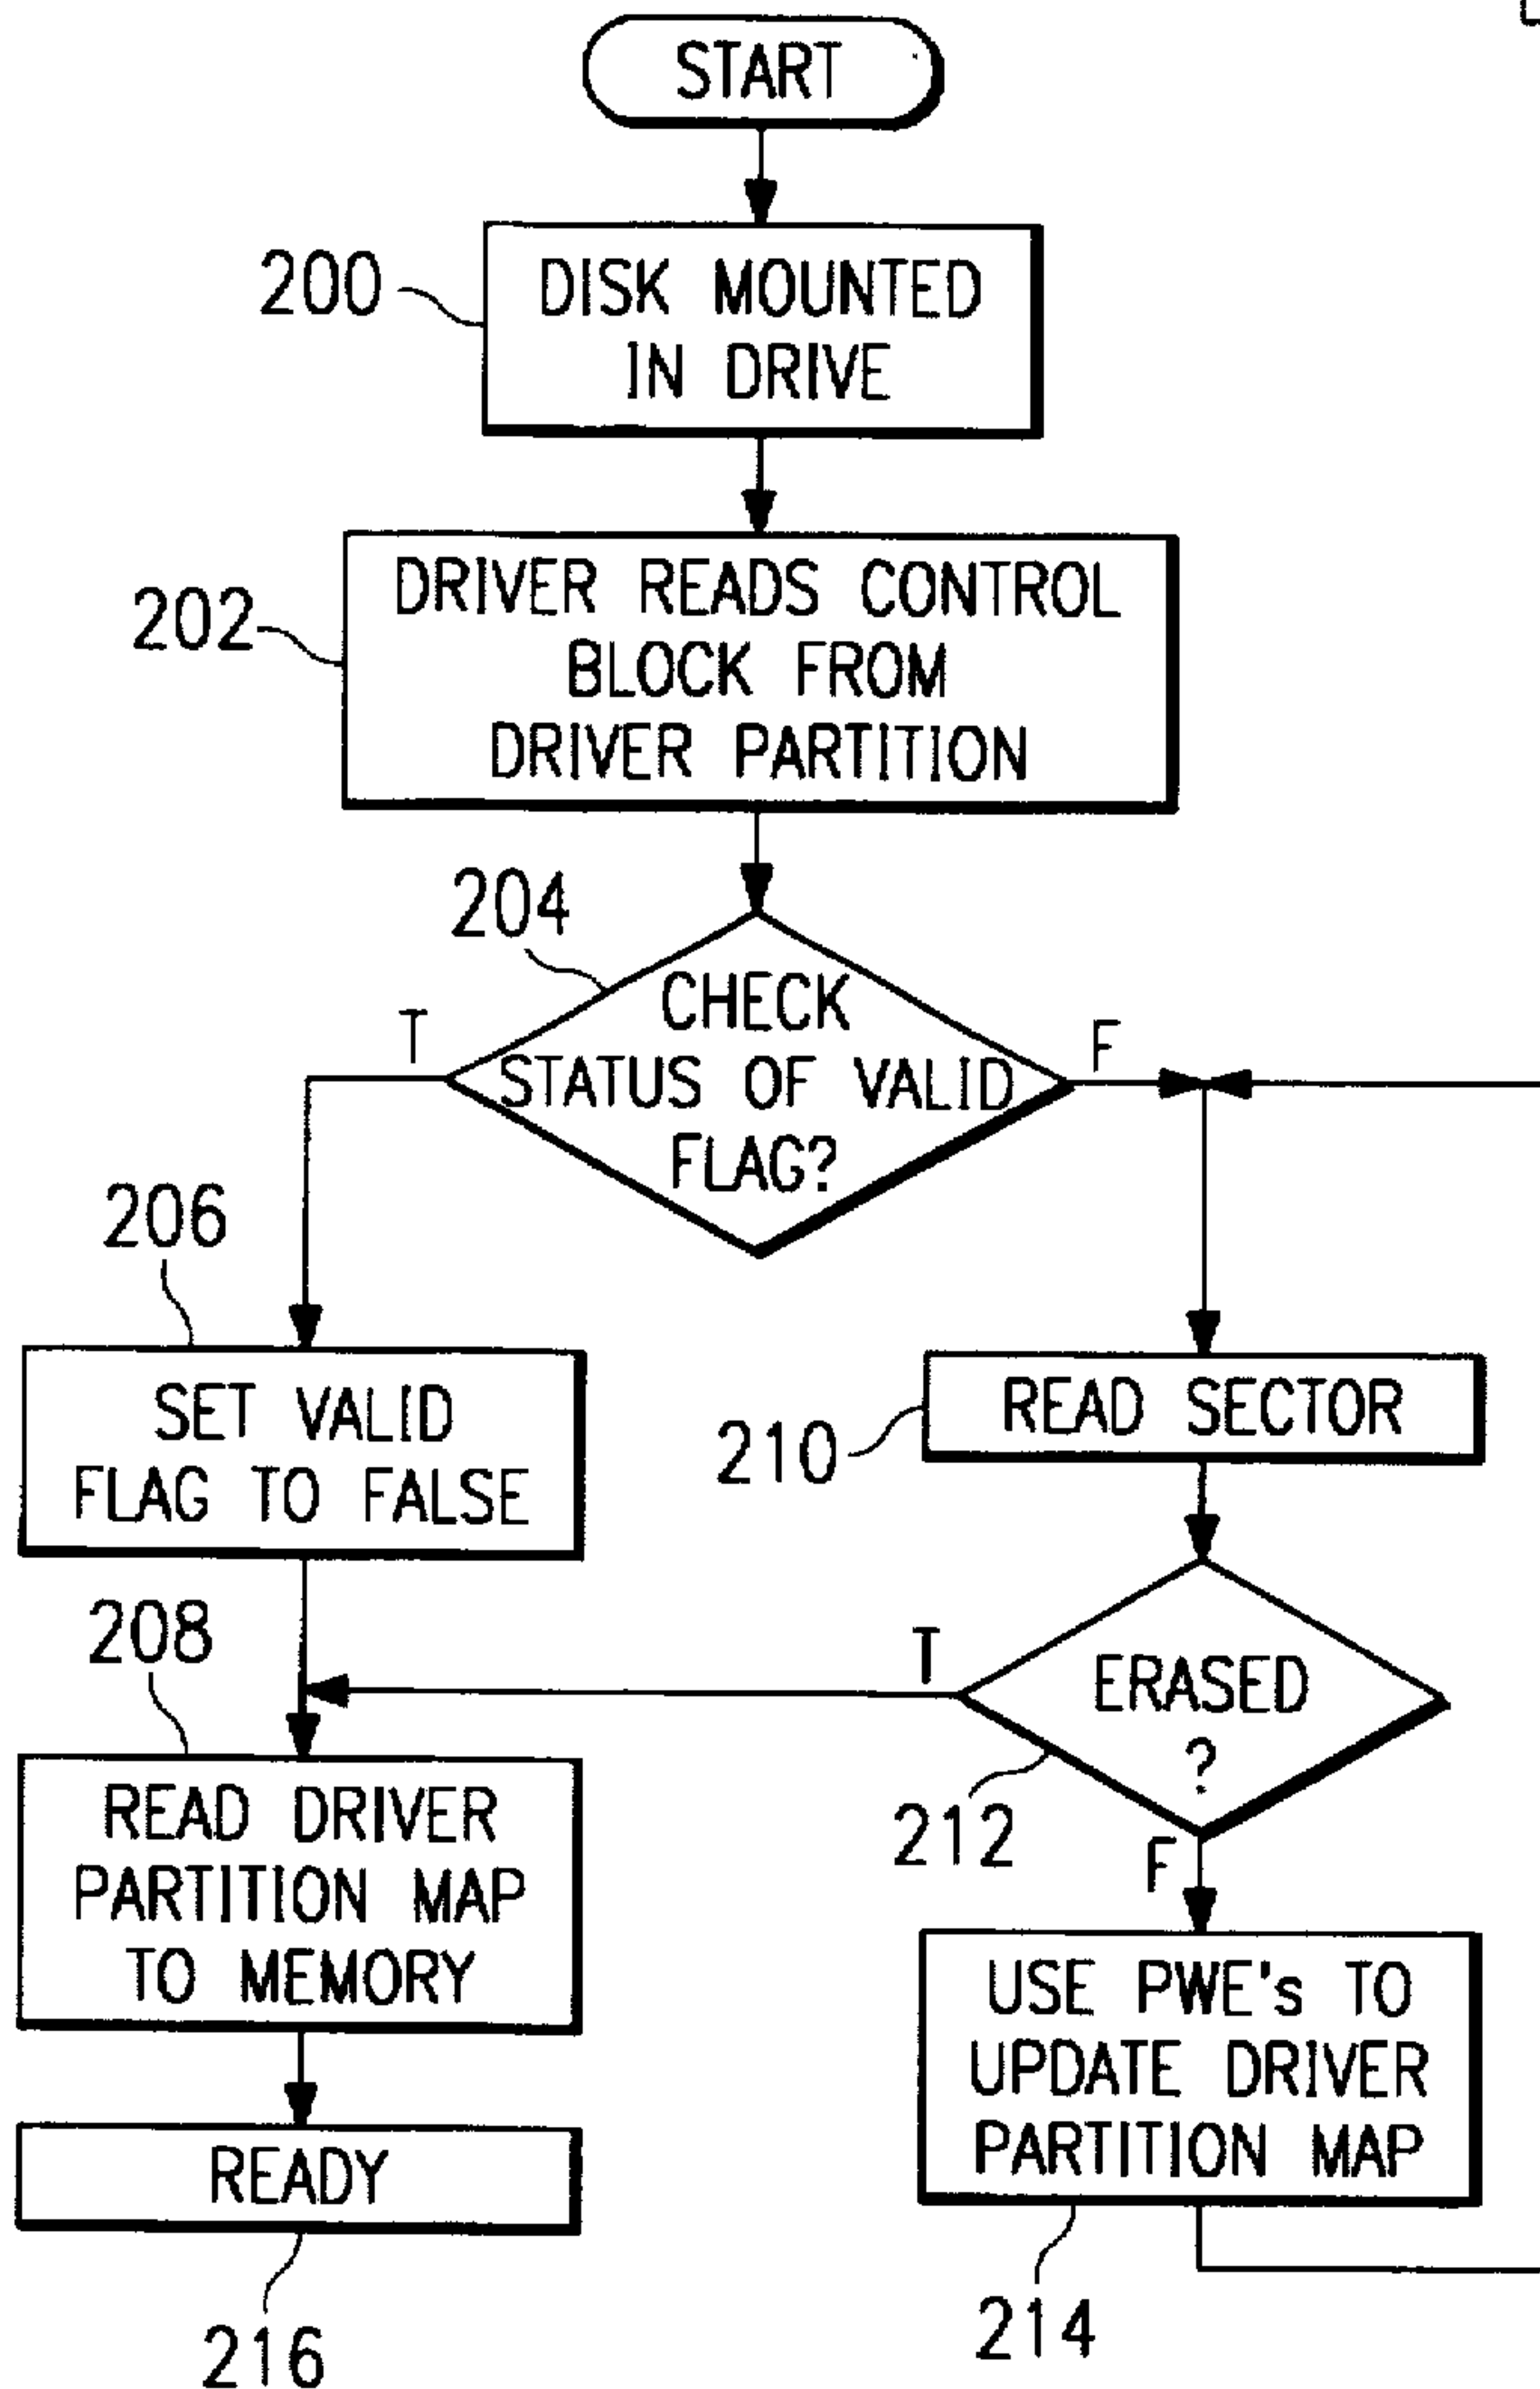 START
200
DISK MOUNTED
IN DRIVE
202
DRIVER READS CONTROL
BLOCK FROM
DRIVER PARTITION
204
CHECK
STATUS OF VALID
FLAG?
T
F
206
SET VALID
FLAG TO FALSE
210
READ SECTOR
208
T
ERASED
?
212
F
READ DRIVER
PARTITION MAP
TO MEMORY
USE PWE's TO
UPDATE DRIVER
PARTITION MAP
READY
214
216